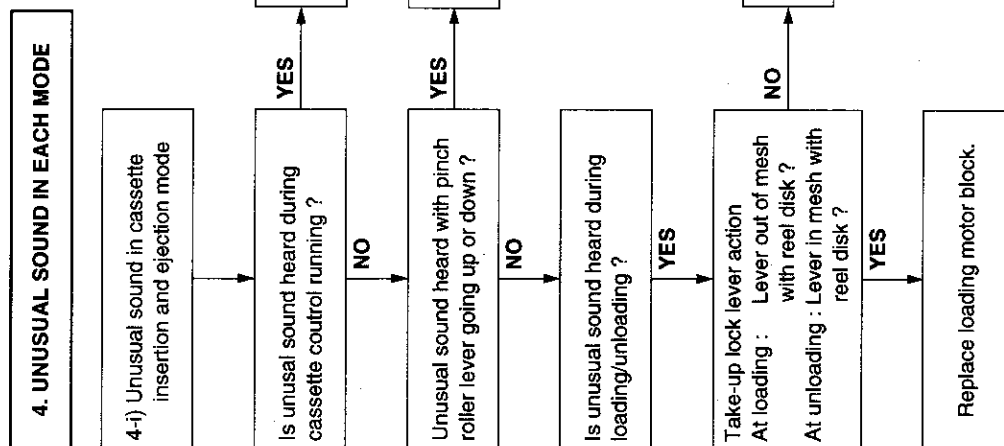 4. UNUSUAL SOUND IN EACH MODE
4-i) Unusual sound in cassette
insertion and ejection mode
Is unusual sound heard during
cassette coutrol running ?
YES
NO
Unusual sound heard with pinch
roller lever going up or down ?
YES
NO
Is unusual sound heard during
loading/unloading ?
YES
Take-up lock lever action
At loading : Lever out of mesh
with reel disk ?
At unloading : Lever in mesh with
reel disk ?
NO
YES
Replace loading motor block.